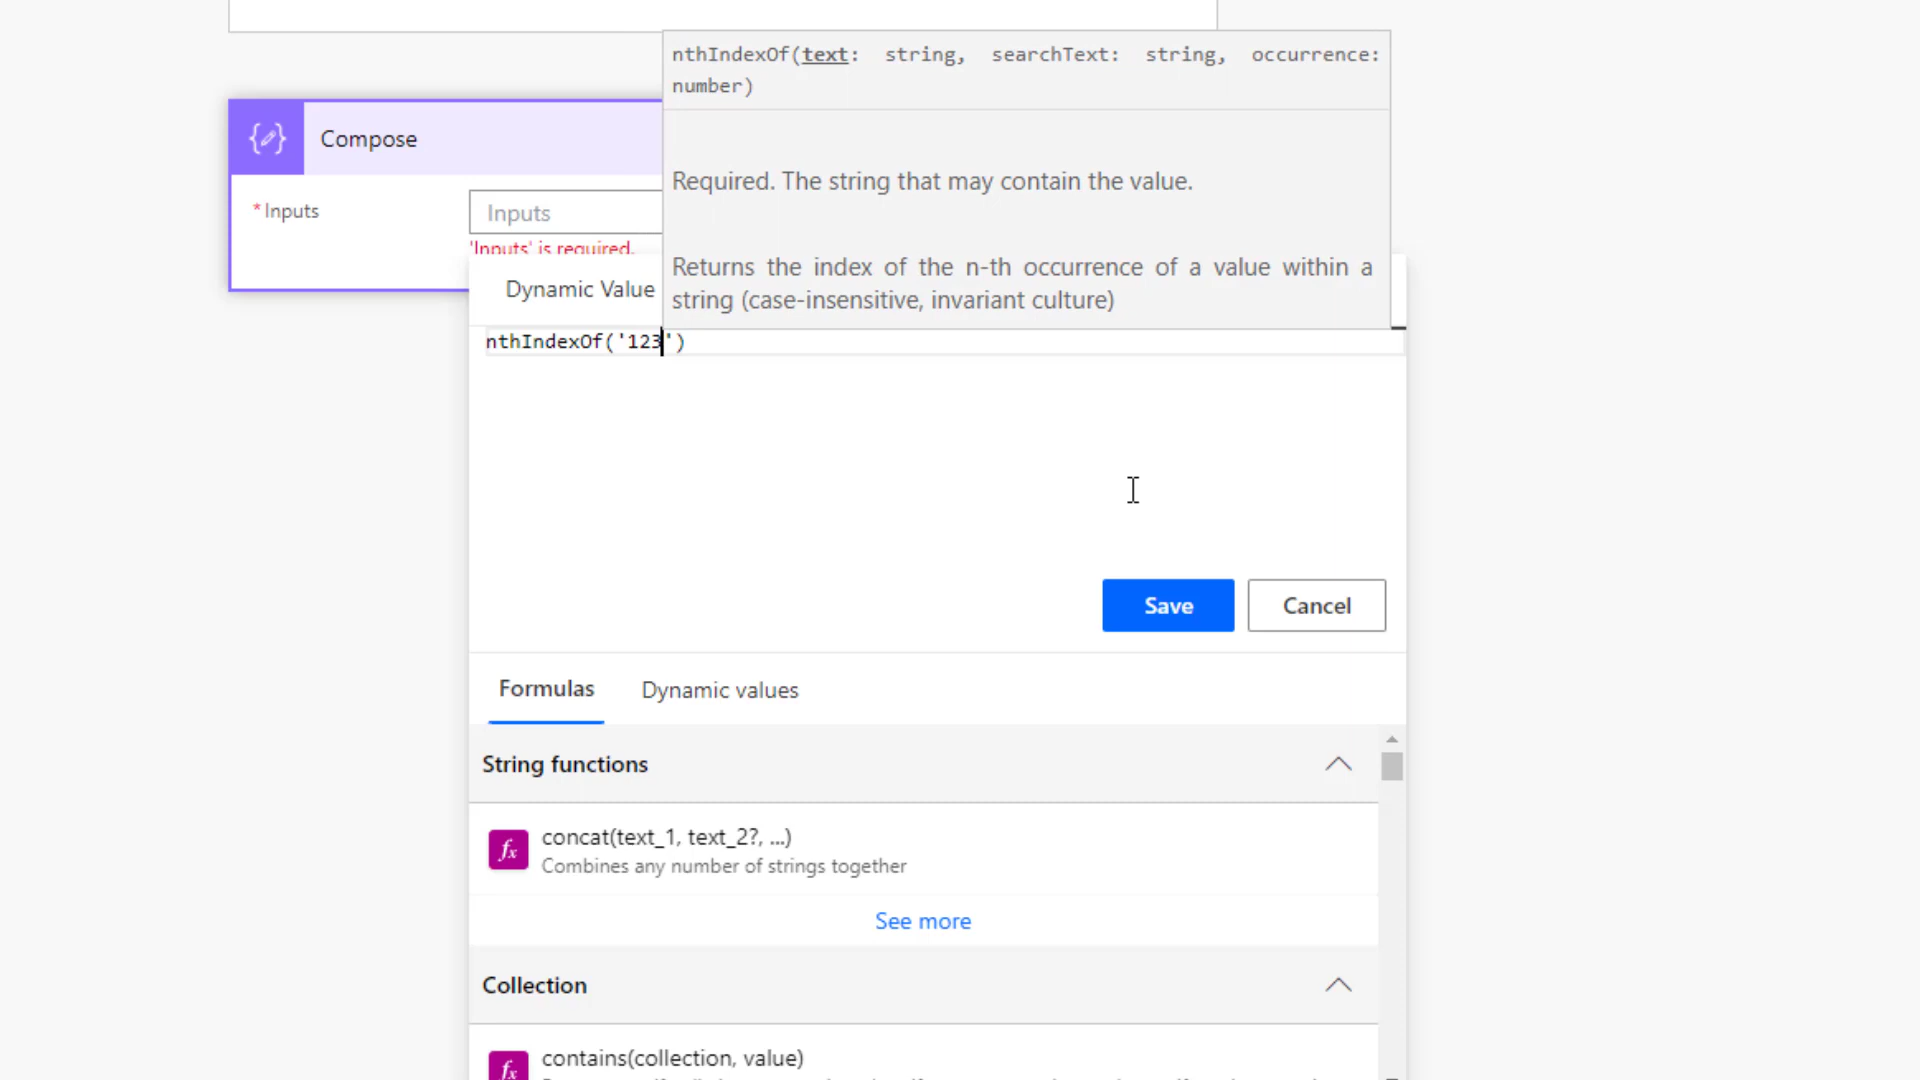 nthIndexOf(text: string, searchText: string, occurrence:
number)
Compose
Required. The string that may contain the value.
* Inputs
Inputs
'Inputs' is required.
Returns the index of the n-th occurrence of a value within a
string (case-insensitive, invariant culture)
Dynamic Value
nthIndexOf('123')
Save
Cancel
Formulas
Dynamic values
String functions
fx
concat(text_1, text_2?, ...)
Combines any number of strings together
See more
Collection
fx
contains(collection, value)